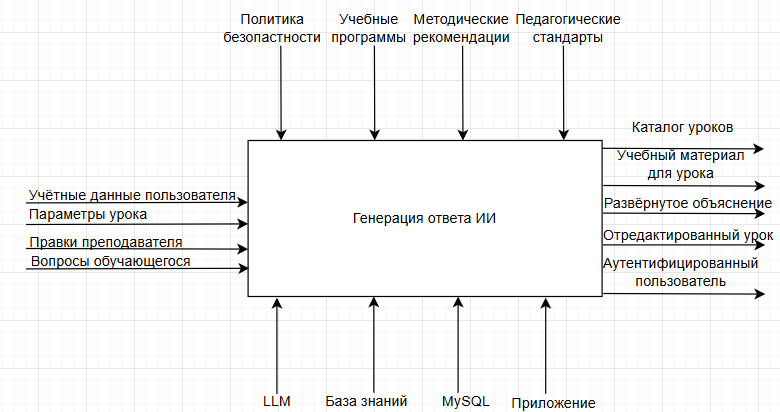 Политика
безопастности
Учебные
программы
Методические
рекомендации
Педагогические
стандарты
Учётные данные пользователя
Параметры урока
Правки преподавателя
Вопросы обучающегося
Генерация ответа ИИ
Каталог уроков
Учебный материал
для урока
Развёрнутое объяснение
Отредактированный урок
Аутентифицированный
пользователь
LLM
База знаний
MySQL
Приложение